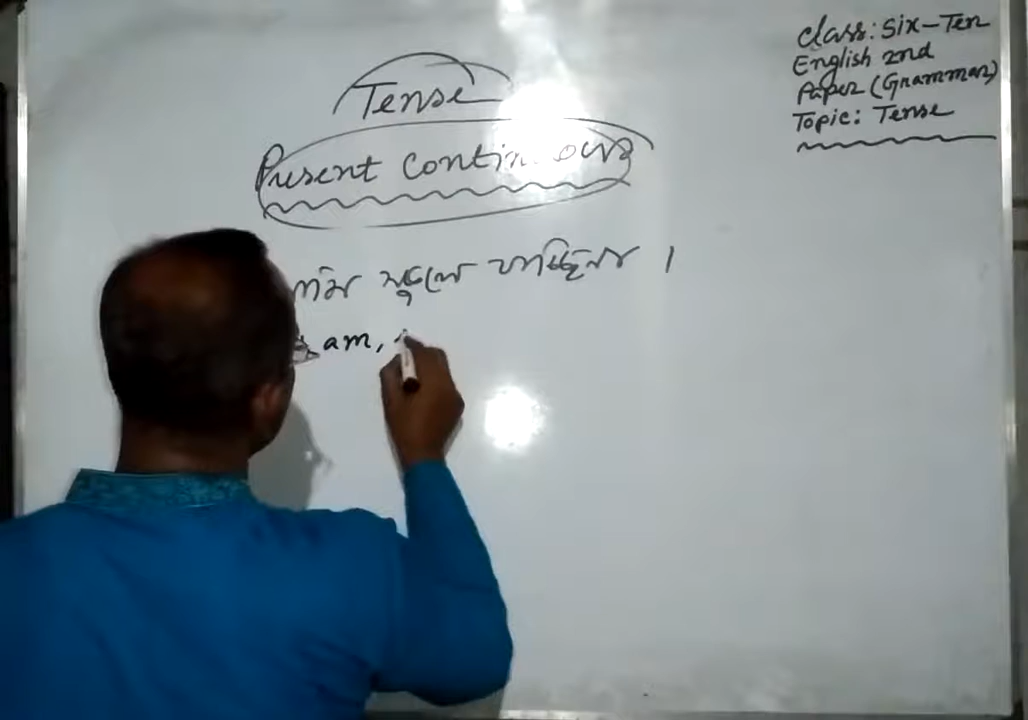 Tense
Present Continuous
স্কুলে যাচ্ছিনা ।
am,
Class: Six-Ten
English 2nd
Paper (Grammar)
Topic: Tense